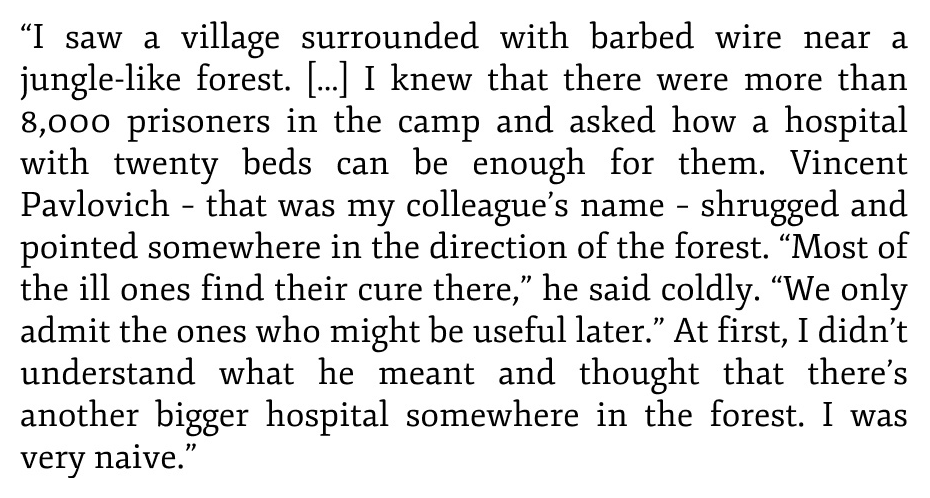 “I saw a village surrounded with barbed wire near a
jungle-like forest. [...] I knew that there were more than
8,000 prisoners in the camp and asked how a hospital
with twenty beds can be enough for them. Vincent
Pavlovich - that was my colleague’s name - shrugged and
pointed somewhere in the direction of the forest. “Most of
the ill ones find their cure there,” he said coldly. “We only
admit the ones who might be useful later.” At first, I didn’t
understand what he meant and thought that there’s
another bigger hospital somewhere in the forest. I was
very naive.”